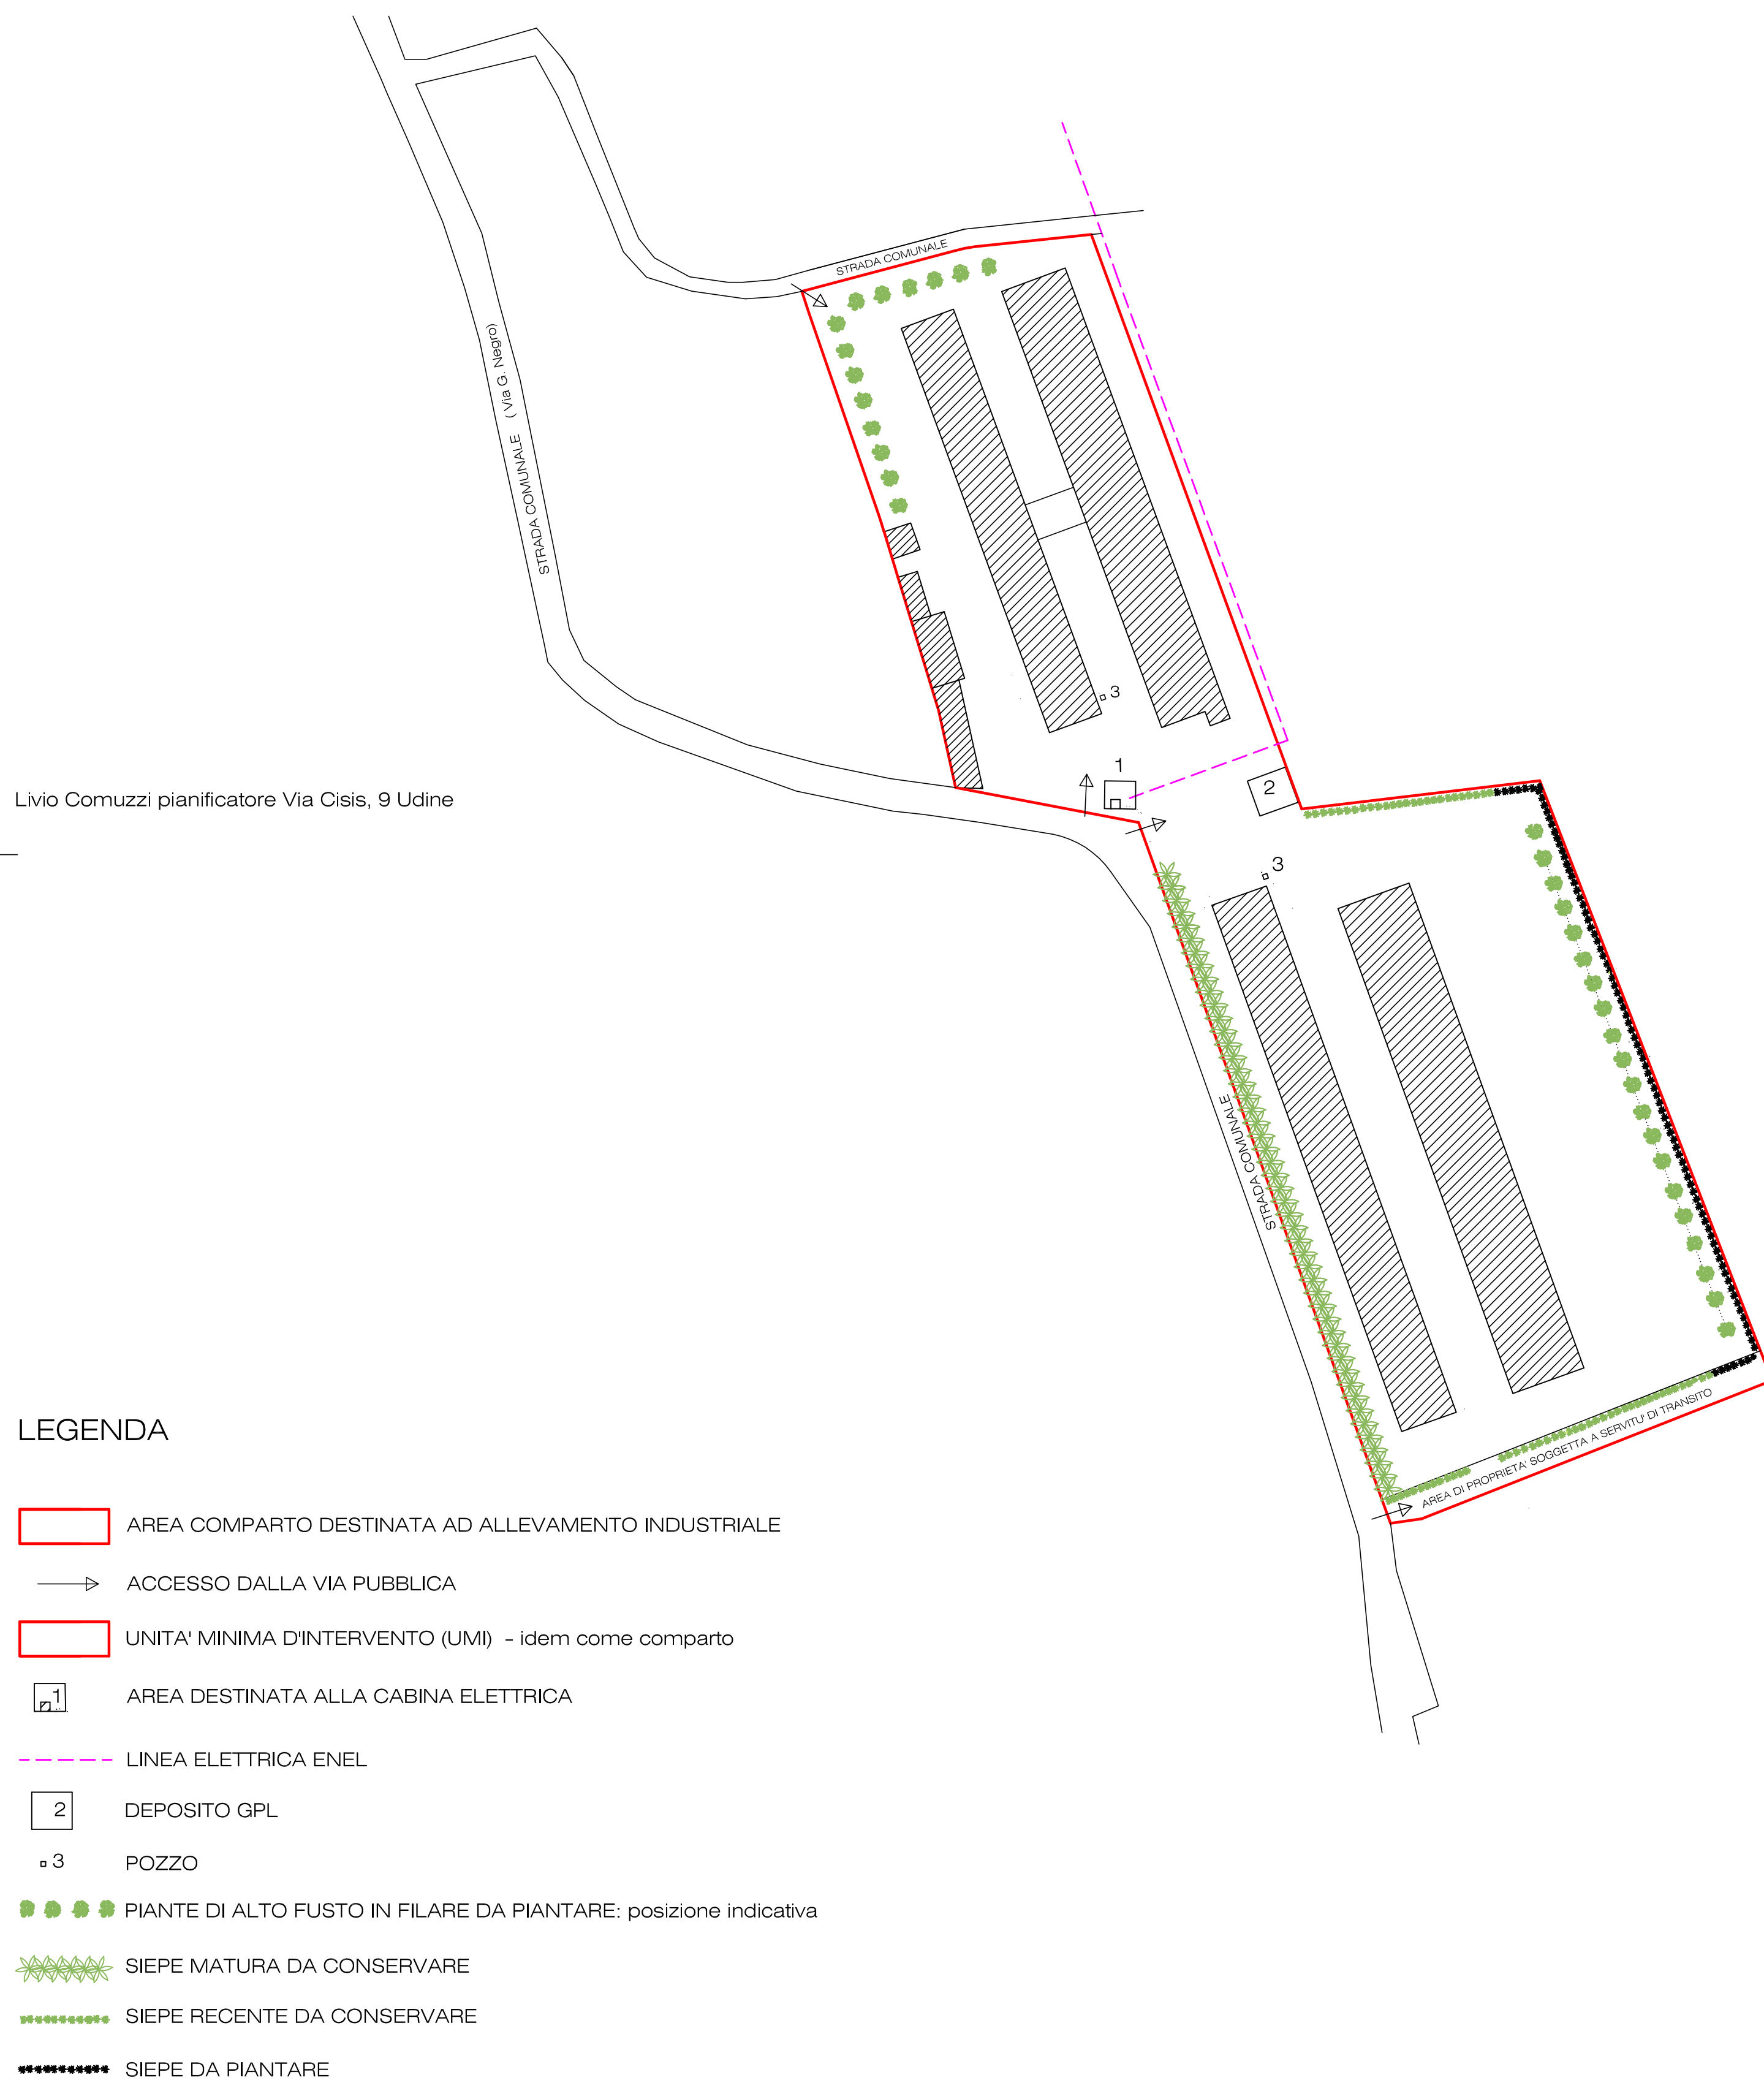 STRADA COMUNALE
STRADA COMUNALE ( Via G. Negro)
3
1
2
Livio Comuzzi pianificatore Via Cisis, 9 Udine
3
STRADA COMUNALE
AREA DI PROPRIETA' SOGGETTA A SERVITU' DI TRANSITO
LEGENDA
AREA COMPARTO DESTINATA AD ALLEVAMENTO INDUSTRIALE
ACCESSO DALLA VIA PUBBLICA
UNITA' MINIMA D'INTERVENTO (UMI) - idem come comparto
1 AREA DESTINATA ALLA CABINA ELETTRICA
LINEA ELETTRICA ENEL
2 DEPOSITO GPL
3 POZZO
PIANTE DI ALTO FUSTO IN FILARE DA PIANTARE: posizione indicativa
SIEPE MATURA DA CONSERVARE
SIEPE RECENTE DA CONSERVARE
SIEPE DA PIANTARE